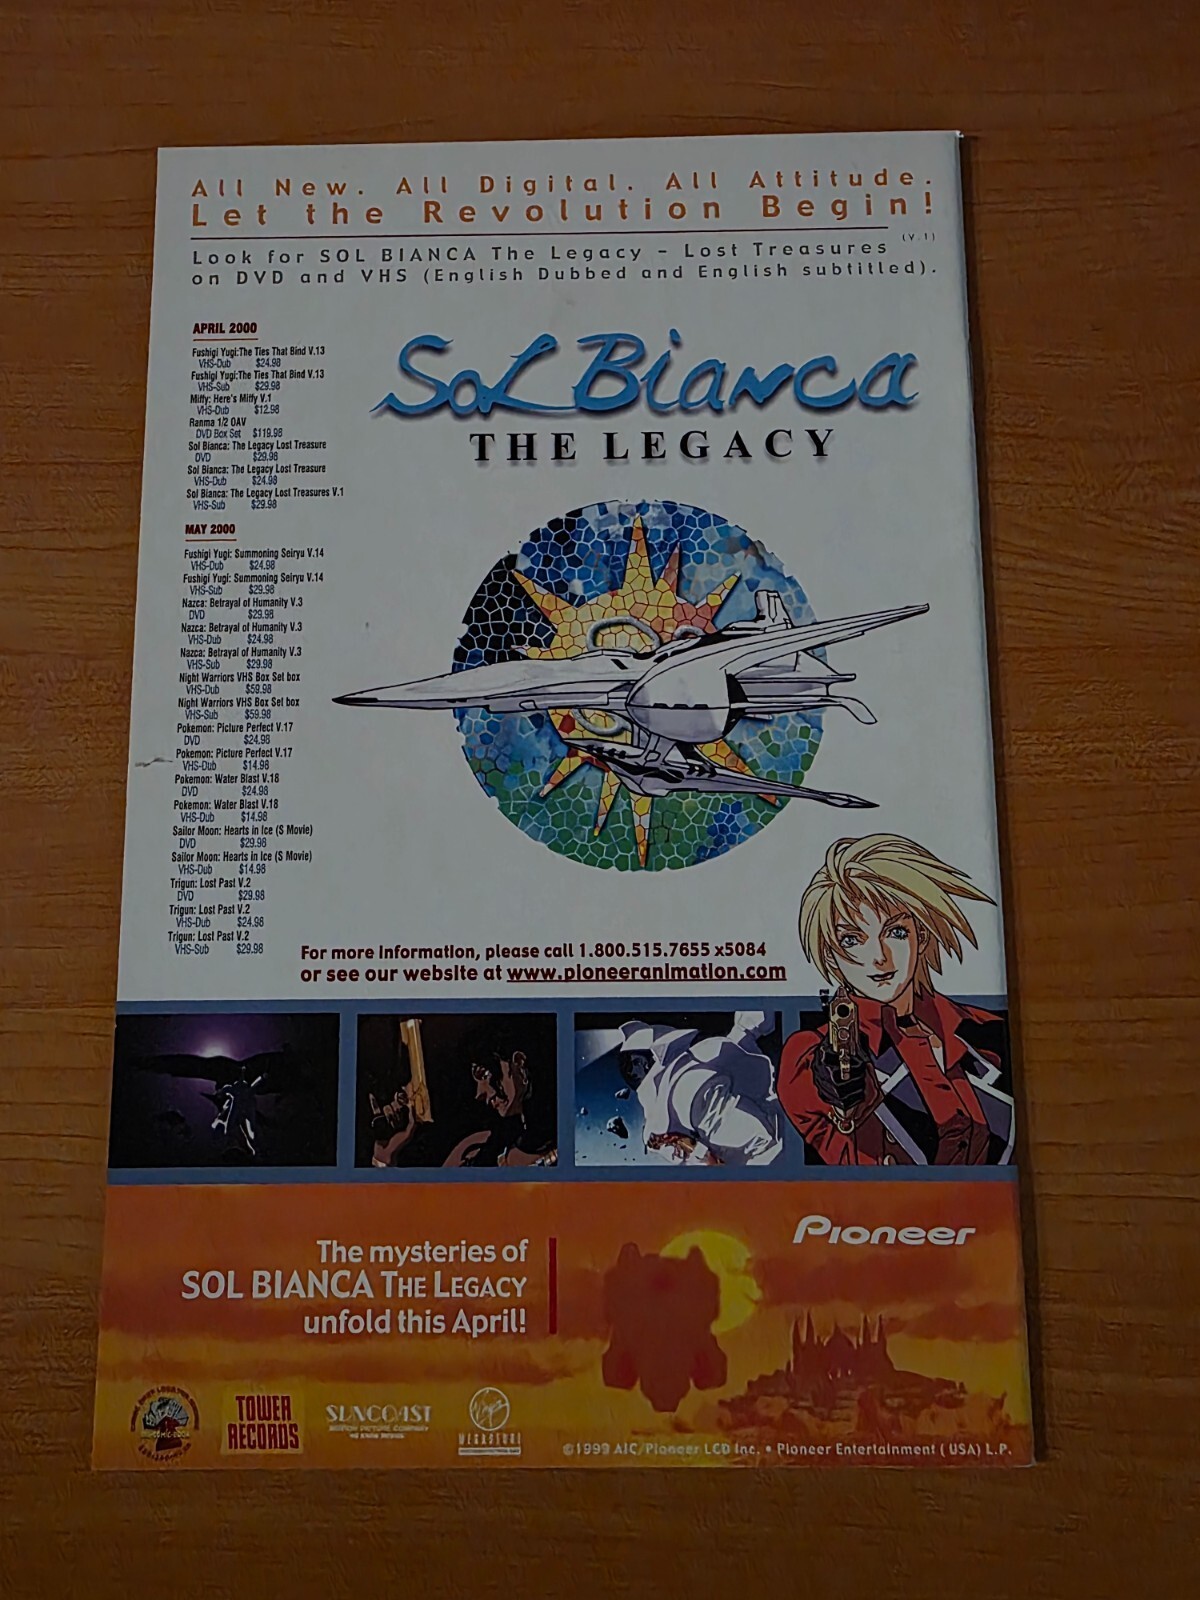 All New. All Digital. All Attitude.
Let the Revolution Begin!
(V.1)
Look for SOL BIANCA The Legacy - Lost Treasures
on DVD and VHS (English Dubbed and English subtitled).
APRIL 2000
Fushigi Yugi:The Ties That Bind V.13
VHS-Dub $24.98
Fushigi Yugi:The Ties That Bind V.13
VHS-Sub $29.98
Miffy: Here's Miffy V.1
VHS-Dub $12.98
Ranma 1/2 OAV
DVD Box Set $119.98
Sol Bianca: The Legacy Lost Treasure
DVD $29.98
Sol Bianca: The Legacy Lost Treasure
VHS-Dub $24.98
Sol Bianca: The Legacy Lost Treasures V.1
VHS-Sub $29.98
MAY 2000
Fushigi Yugi: Summoning Seiryu V.14
VHS-Dub $24.98
Fushigi Yugi: Summoning Seiryu V.14
VHS-Sub $29.98
Nazca: Betrayal of Humanity V.3
DVD $29.98
Nazca: Betrayal of Humanity V.3
VHS-Dub $24.98
Nazca: Betrayal of Humanity V.3
VHS-Sub $29.98
Night Warriors VHS Box Set box
VHS-Dub $59.98
Night Warriors VHS Box Set box
VHS-Sub $59.98
Pokemon: Picture Perfect V.17
DVD $24.98
Pokemon: Picture Perfect V.17
VHS-Dub $14.98
Pokemon: Water Blast V.18
DVD $24.98
Pokemon: Water Blast V.18
VHS-Dub $14.98
Sailor Moon: Hearts in Ice (S Movie)
DVD $29.98
Sailor Moon: Hearts in Ice (S Movie)
VHS-Dub $14.98
Trigun: Lost Past V.2
DVD $29.98
Trigun: Lost Past V.2
VHS-Dub $24.98
Trigun: Lost Past V.2
VHS-Sub $29.98
Sol Bianca
THE LEGACY
For more information, please call 1.800.515.7655 x5084
or see our website at www.pioneeranimation.com
Pioneer
The mysteries of
SOL BIANCA THE LEGACY
unfold this April!
TOWER
RECORDS
SUNCOAST
MOTION PICTURE COMPANY
Virgin
MEGASTORE
©1999 AIC/Pioneer LCD Inc. • Pioneer Entertainment ( USA) L.P.